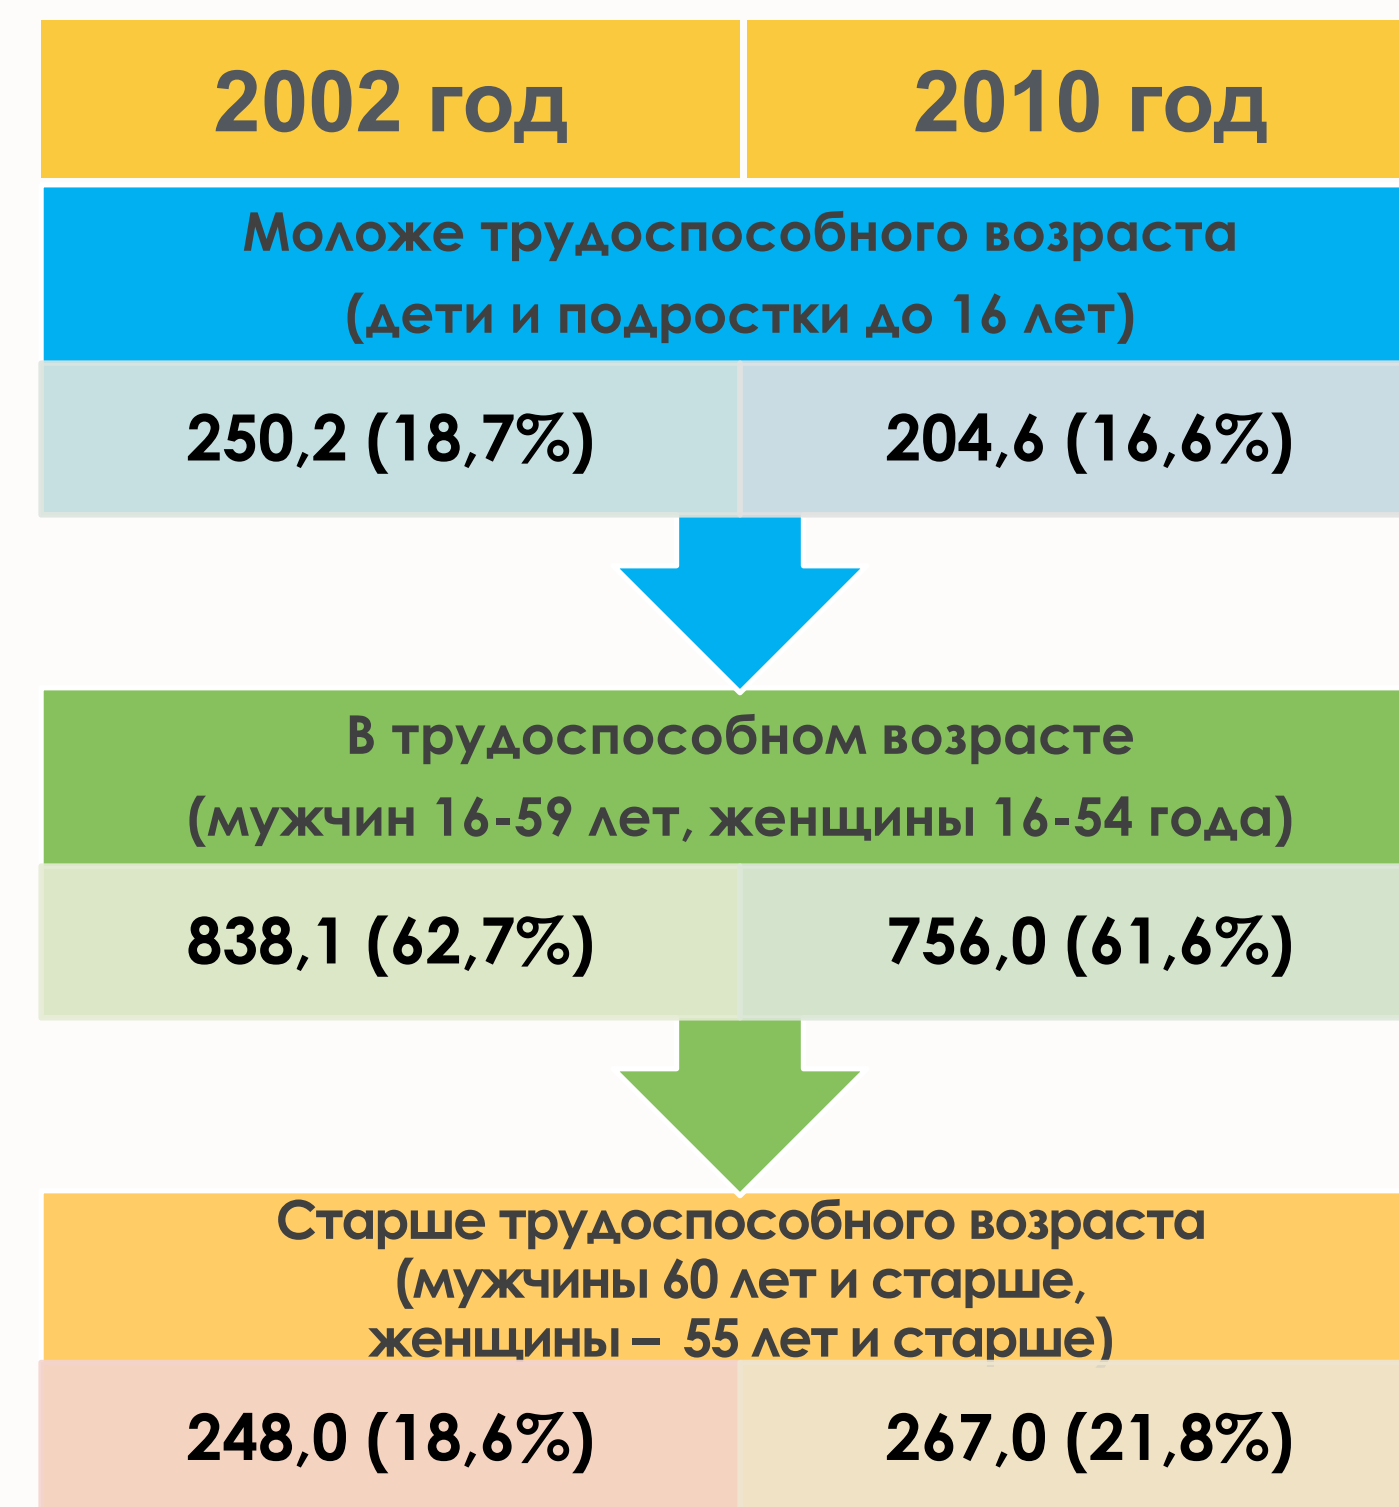 2002 год
2010 год
Моложе трудоспособного возраста
(дети и подростки до 16 лет)
250,2 (18,7%)
204,6 (16,6%)
В трудоспособном возрасте
(мужчин 16-59 лет, женщины 16-54 года)
838,1 (62,7%)
756,0 (61,6%)
Старше трудоспособного возраста
(мужчины 60 лет и старше,
женщины – 55 лет и старше)
248,0 (18,6%)
267,0 (21,8%)